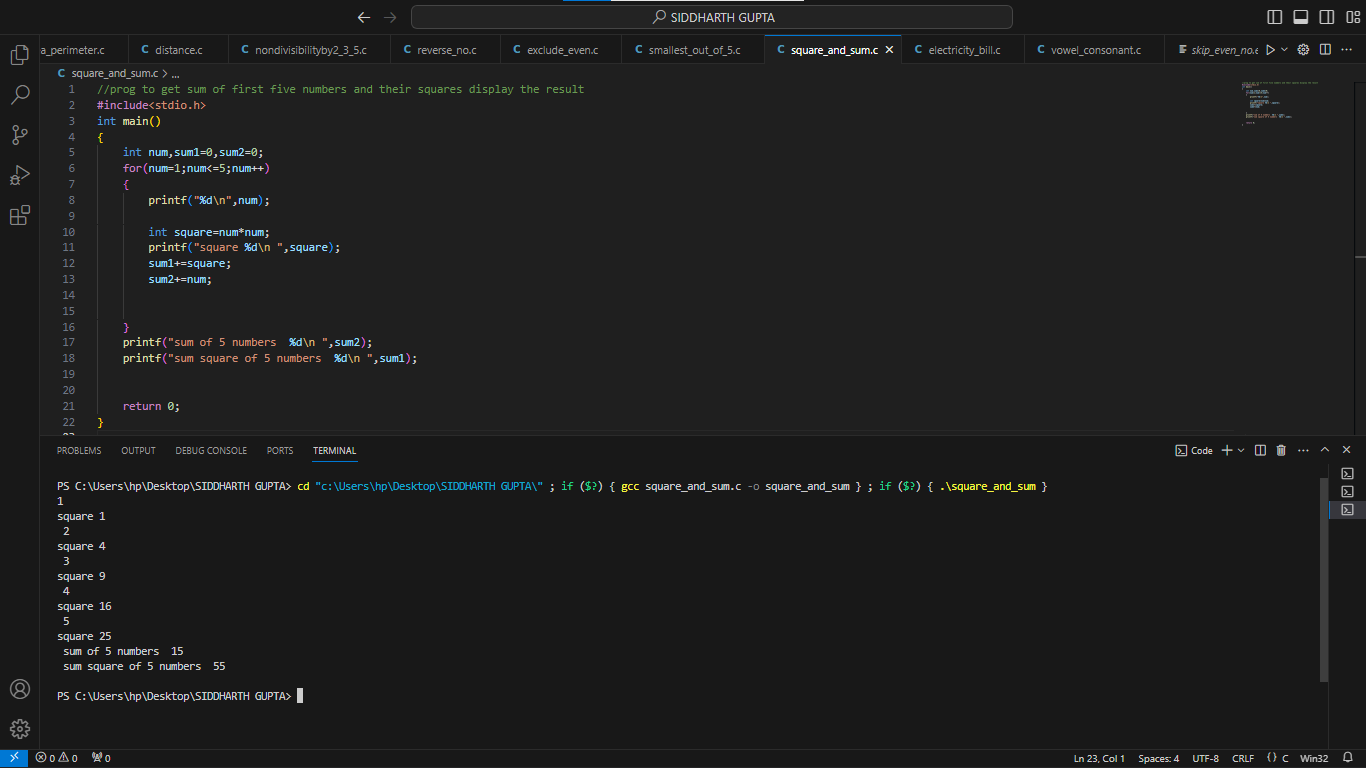 SIDDHARTH GUPTA
a_perimeter.c
distance.c
nondivisibilityby2_3_5.c
reverse_no.c
exclude_even.c
smallest_out_of_5.c
square_and_sum.c
electricity_bill.c
vowel_consonant.c
skip_even_no.c
square_and_sum.c > ...
1 //prog to get sum of first five numbers and their squares display the result
2 #include<stdio.h>
3 int main()
4 {
5 int num,sum1=0,sum2=0;
6 for(num=1;num<=5;num++)
7 {
8 printf("%d\n",num);
9
10 int square=num*num;
11 printf("square %d\n ",square);
12 sum1+=square;
13 sum2+=num;
14
15
16 }
17 printf("sum of 5 numbers  %d\n ",sum2);
18 printf("sum square of 5 numbers  %d\n ",sum1);
19
20
21 return 0;
22 }
23
PROBLEMS OUTPUT DEBUG CONSOLE PORTS TERMINAL
Code
PS C:\Users\hp\Desktop\SIDDHARTH GUPTA> cd "c:\Users\hp\Desktop\SIDDHARTH GUPTA\" ; if ($?) { gcc square_and_sum.c -o square_and_sum } ; if ($?) { .\square_and_sum }
1
square 1
2
square 4
3
square 9
4
square 16
5
square 25
sum of 5 numbers  15
sum square of 5 numbers  55
PS C:\Users\hp\Desktop\SIDDHARTH GUPTA>
0 0 0 Ln 23, Col 1 Spaces: 4 UTF-8 CRLF {} C Win32